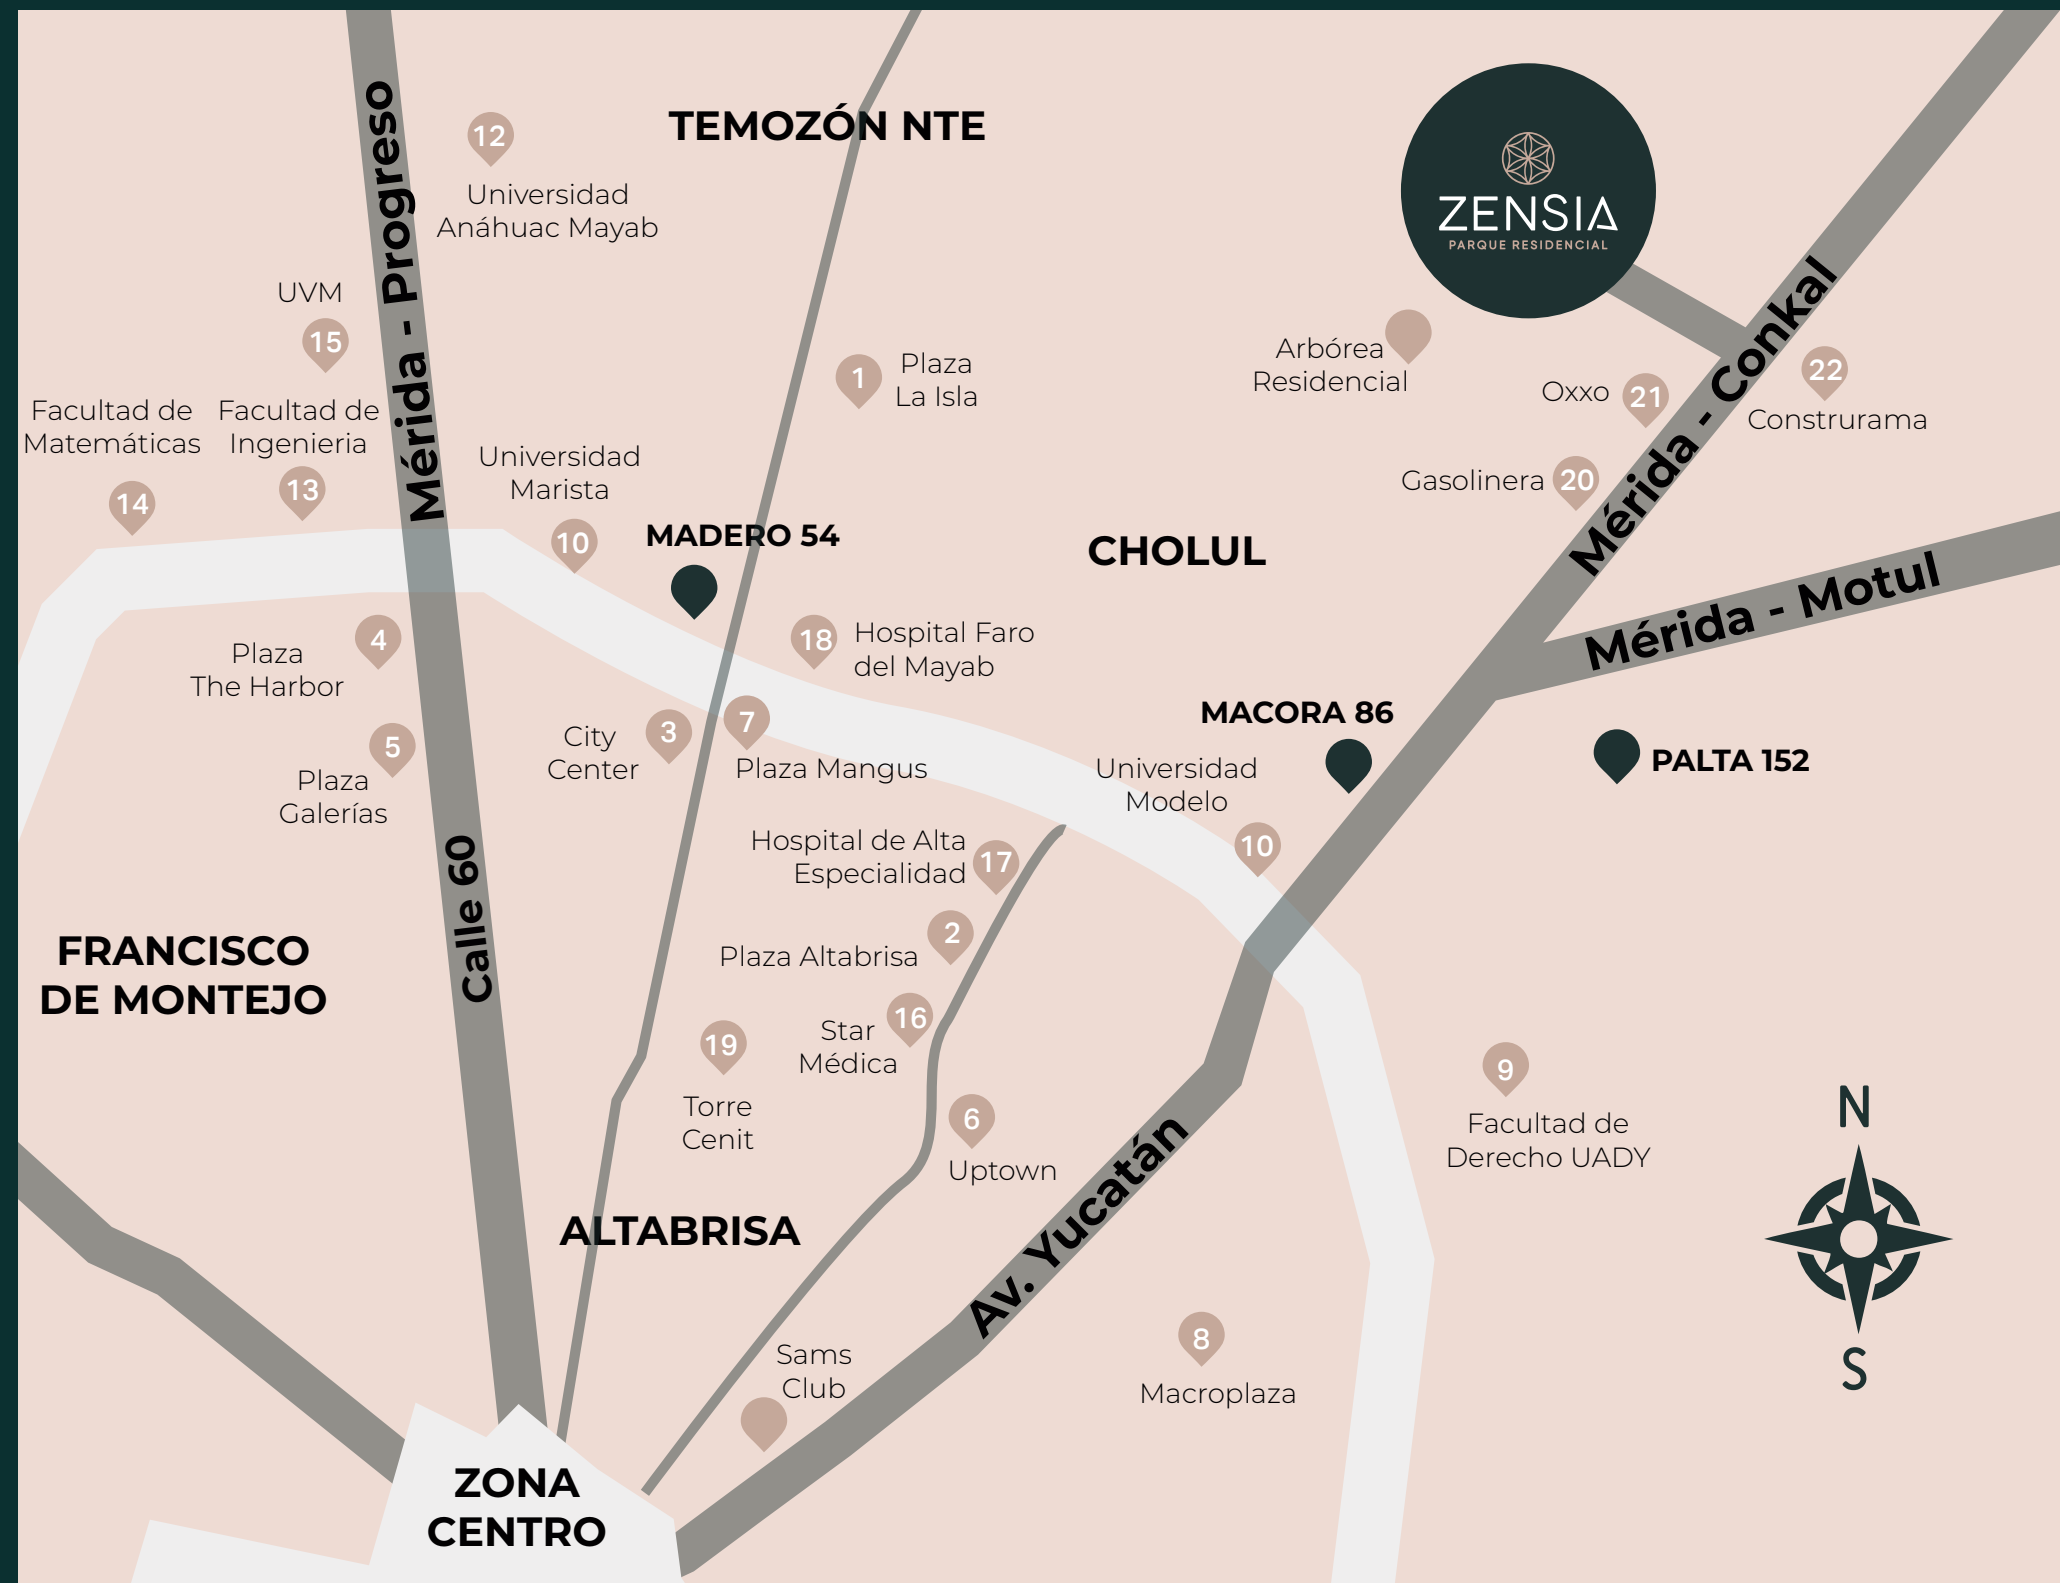 TEMOZÓN NTE
ZENSIA
PARQUE RESIDENCIAL
Mérida - Progreso
12
Universidad
Anáhuac Mayab
UVM
15
Facultad de
Matemáticas
14
Facultad de
Ingenieria
13
Universidad
Marista
10
MADERO 54
1
Plaza
La Isla
Arbórea
Residencial
Oxxo
21
22
Construrama
Gasolinera
20
Mérida - Conkal
CHOLUL
Mérida - Motul
4
Plaza
The Harbor
5
Plaza
Galerías
City
Center
3
7
Plaza Mangus
18
Hospital Faro
del Mayab
MACORA 86
Universidad
Modelo
10
PALTA 152
Calle 60
Hospital de Alta
Especialidad
17
2
Plaza Altabrisa
FRANCISCO
DE MONTEJO
Star
Médica
16
19
Torre
Cenit
6
Uptown
9
Facultad de
Derecho UADY
N
S
ALTABRISA
Av. Yucatán
Sams
Club
8
Macroplaza
ZONA
CENTRO